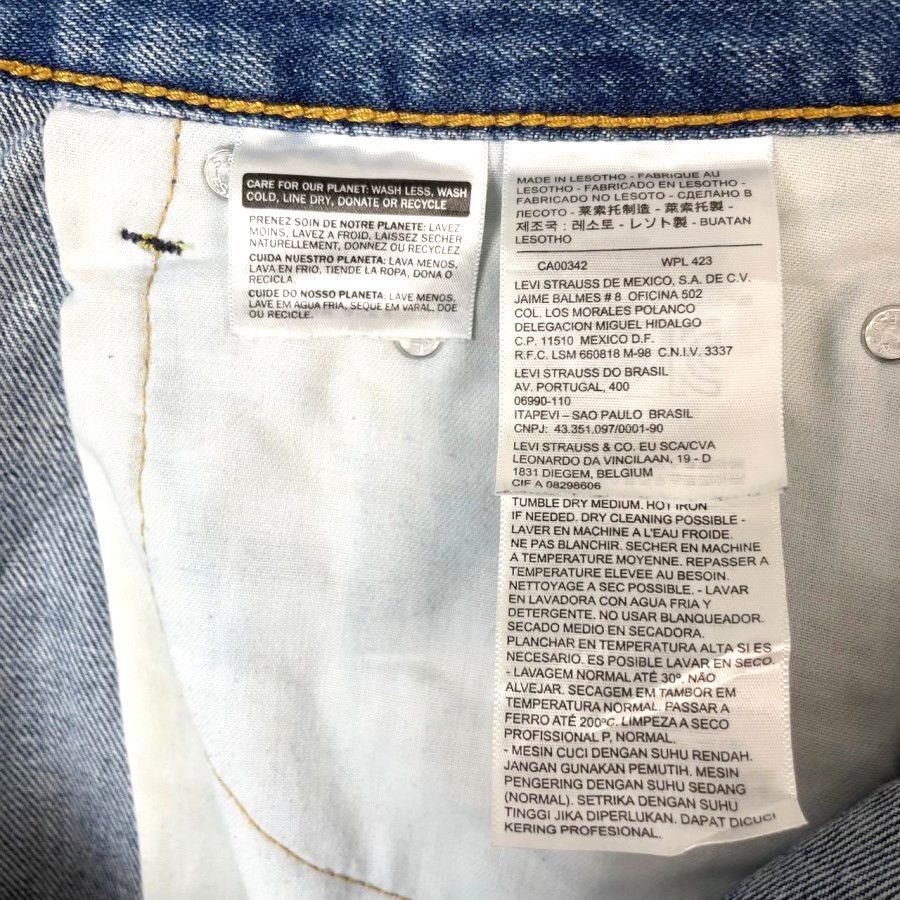 CARE FOR OUR PLANET: WASH LESS, WASH
COLD, LINE DRY, DONATE OR RECYCLE
PRENEZ SOIN DE NOTRE PLANETE: LAVEZ
MOINS, LAVEZ A FROID, LAISSEZ SECHER
NATURELLEMENT, DONNEZ OU RECYCLEZ
CUIDA NUESTRO PLANETA: LAVA MENOS,
LAVA EN FRIO, TIENDE LA ROPA, DONA O
RECICLA.
CUIDE DO NOSSO PLANETA: LAVE MENOS,
LAVE EM AGUA FRIA, SEQUE EM VARAL, DOE
OU RECICLE.
MADE IN LESOTHO - FABRIQUE AU
LESOTHO - FABRICADO EN LESOTHO -
FABRICADO NO LESOTHO - СДЕЛАНО В
ЛЕСОТО - 萊索托制造 - 莱索托製 -
제조국 : 레소토 - レソト製 - BUATAN
LESOTHO
CA00342 WPL 423
LEVI STRAUSS DE MEXICO, S.A. DE C.V.
JAIME BALMES # 8 OFICINA 502
COL. LOS MORALES POLANCO
DELEGACION MIGUEL HIDALGO
C.P. 11510 MEXICO D.F.
R.F.C. LSM 660818 M-98 C.N.I.V. 3337
LEVI STRAUSS DO BRASIL
AV. PORTUGAL, 400
06990-110
ITAPEVI – SAO PAULO BRASIL
CNPJ: 43.351.097/0001-90
LEVI STRAUSS & CO. EU SCA/CVA
LEONARDO DA VINCILAAN, 19 - D
1831 DIEGEM, BELGIUM
CIF A 08298606
TUMBLE DRY MEDIUM. HOT IRON
IF NEEDED. DRY CLEANING POSSIBLE -
LAVER EN MACHINE A L'EAU FROIDE.
NE PAS BLANCHIR. SECHER EN MACHINE
A TEMPERATURE MOYENNE. REPASSER A
TEMPERATURE ELEVEE AU BESOIN.
NETTOYAGE A SEC POSSIBLE. - LAVAR
EN LAVADORA CON AGUA FRIA Y
DETERGENTE. NO USAR BLANQUEADOR.
SECADO MEDIO EN SECADORA.
PLANCHAR EN TEMPERATURA ALTA SI ES
NECESARIO. ES POSIBLE LAVAR EN SECO.
- LAVAGEM NORMAL ATÉ 30º. NÃO
ALVEJAR. SECAGEM EM TAMBOR EM
TEMPERATURA NORMAL. PASSAR A
FERRO ATÉ 200ºC. LIMPEZA A SECO
PROFISSIONAL P, NORMAL.
- MESIN CUCI DENGAN SUHU RENDAH.
JANGAN GUNAKAN PEMUTIH. MESIN
PENGERING DENGAN SUHU SEDANG
(NORMAL). SETRIKA DENGAN SUHU
TINGGI JIKA DIPERLUKAN. DAPAT DICUCI
KERING PROFESIONAL.